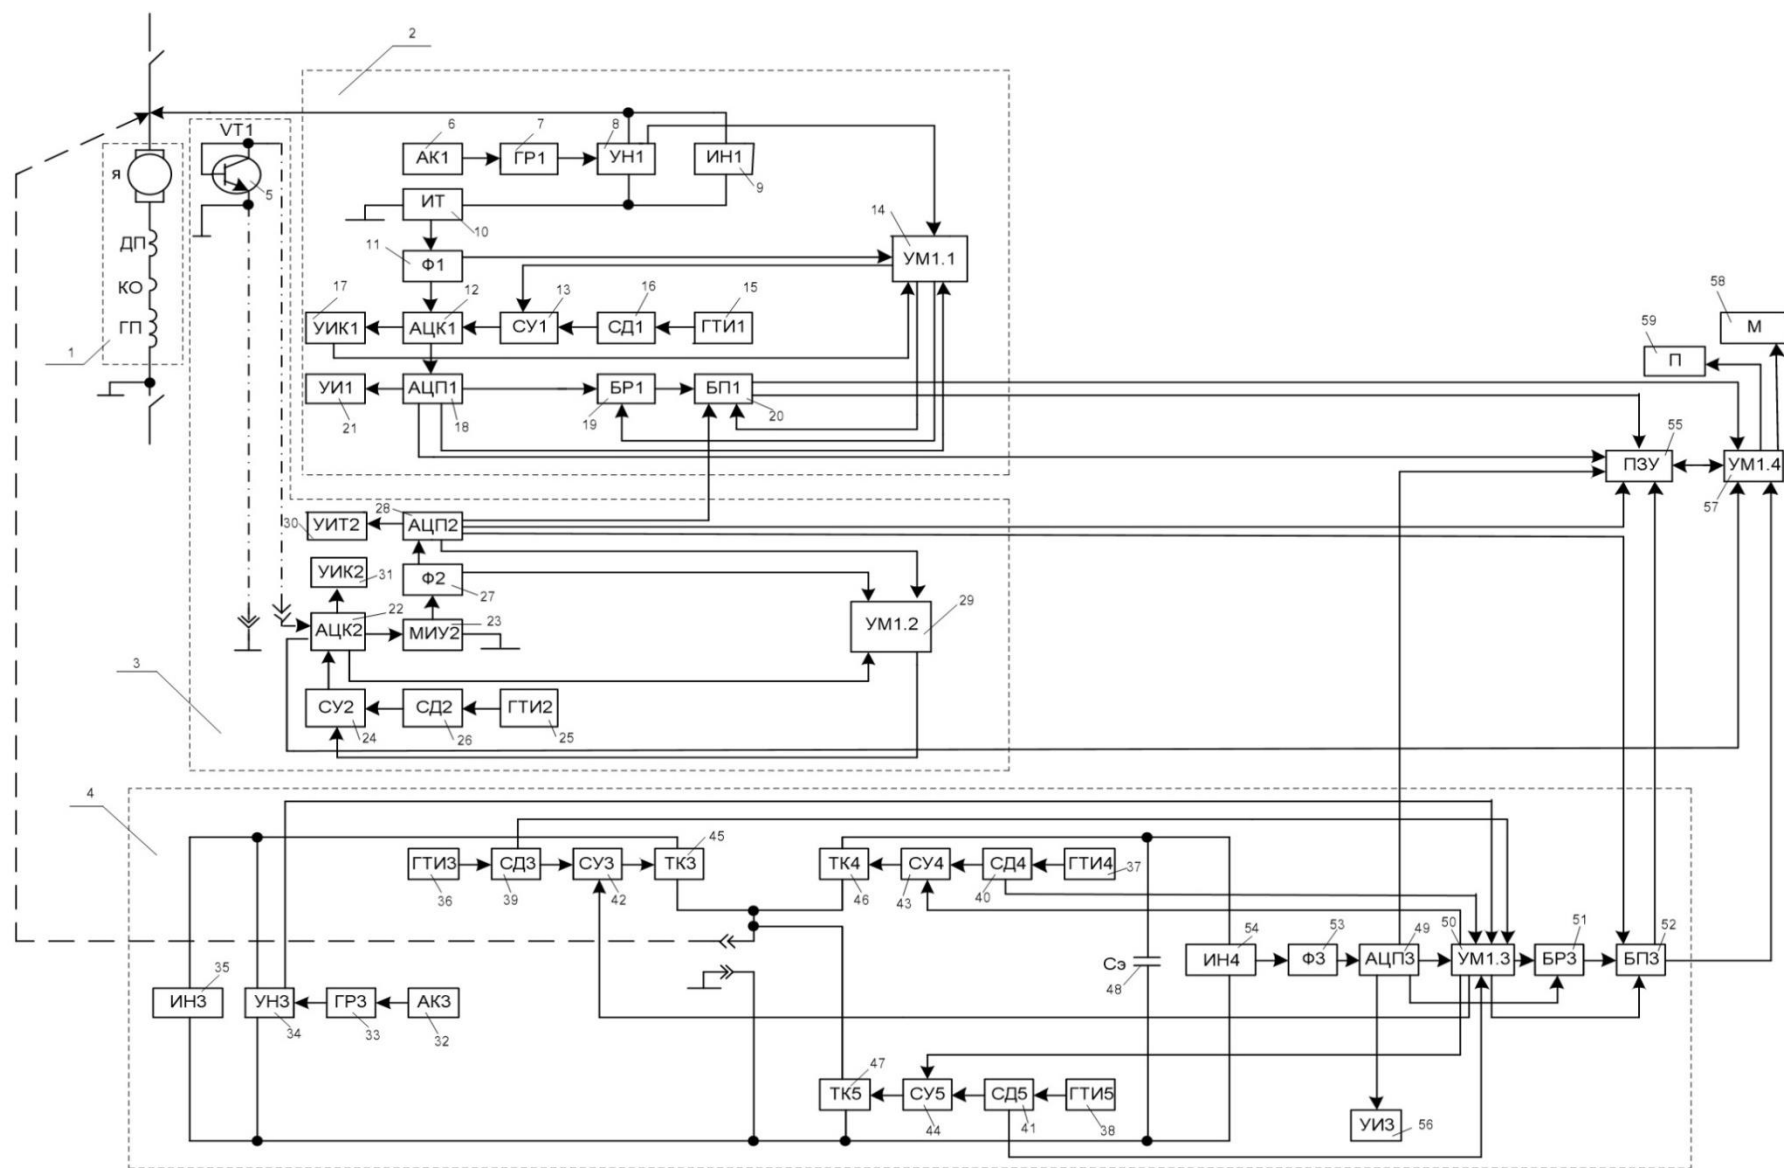 2
VT1
6 7 8
АК1 ГР1 УН1 ИН1
Я 5 9
ИТ
10 14
ДП 11
Ф1 УМ1.1
КО 17 12 13 16 15 58
ГП УИК1 АЦК1 СУ1 СД1 ГТИ1 М
1 59
П
УИ1 АЦП1 БР1 БП1
21 18 19 20 55
ПЗУ УМ1.4
28 57
30 УИТ2 АЦП2
УИК2 31 Ф2
27
22 23 29
АЦК2 МИУ2 УМ1.2
3
СУ2 СД2 ГТИ2
24 26 25
4
45
ГТИ3 СД3 СУ3 ТК3 ТК4 СУ4 СД4 ГТИ4 37
36 39 42 46 43 40
54 53 49 50 51 52
35 Сэ ИН4 Ф3 АЦП3 УМ1.3 БР3 БП3
48
ИН3 УН3 ГР3 АК3
34 33 32
47
ТК5 СУ5 СД5 ГТИ5
44 41 38 УИ3 56